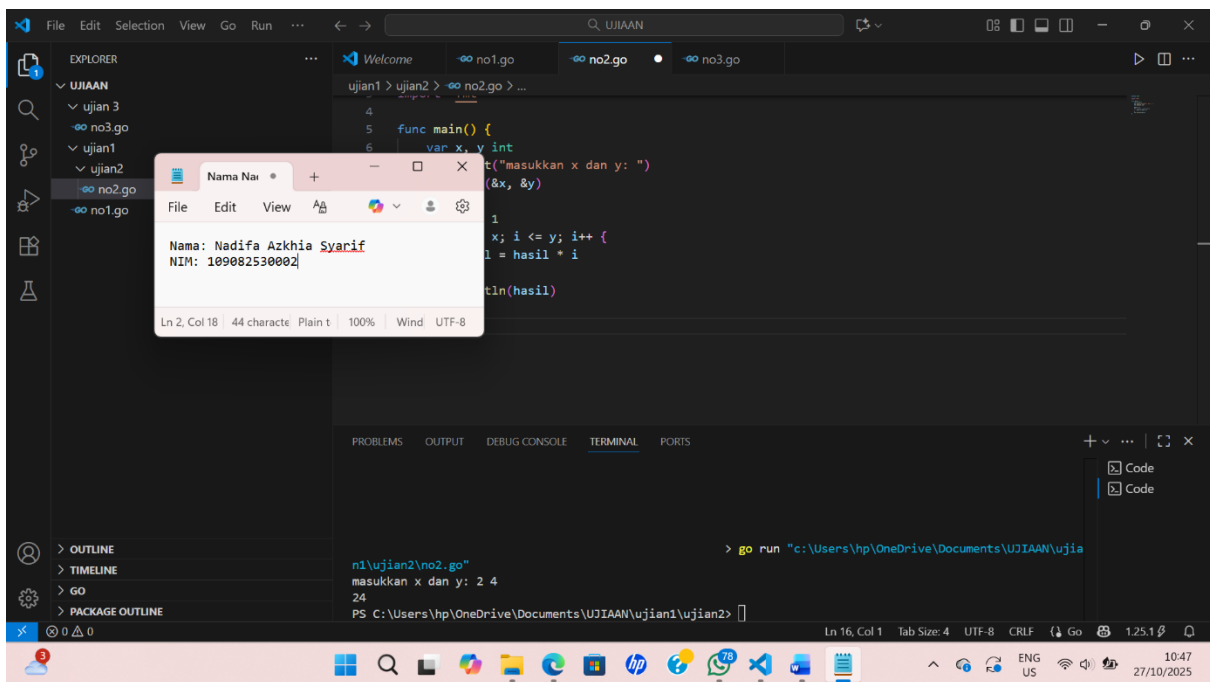 File Edit Selection View Go Run ··· UJIAAN
EXPLORER ···
1
UJIAAN
ujian 3
no3.go
ujian1
ujian2
no2.go
no1.go
OUTLINE
TIMELINE
GO
PACKAGE OUTLINE
Welcome no1.go no2.go no3.go
ujian1 > ujian2 > no2.go > ...
4
5 func main() {
6 var x, y int
t("masukkan x dan y: ")
(&x, &y)
1
x; i <= y; i++ {
l = hasil * i
tln(hasil)
Nama Na
File Edit View
Nama: Nadifa Azkhia Syarif
NIM: 109082530002
Ln 2, Col 18 44 characte Plain t 100% Wind UTF-8
PROBLEMS OUTPUT DEBUG CONSOLE TERMINAL PORTS
Code
Code
> go run "c:\Users\hp\OneDrive\Documents\UJIAAN\ujia
n1\ujian2\no2.go"
masukkan x dan y: 2 4
24
PS C:\Users\hp\OneDrive\Documents\UJIAAN\ujian1\ujian2>
0 0 Ln 16, Col 1 Tab Size: 4 UTF-8 CRLF Go 1.25.1
3 hp 78 ENG 10:47
US 27/10/2025